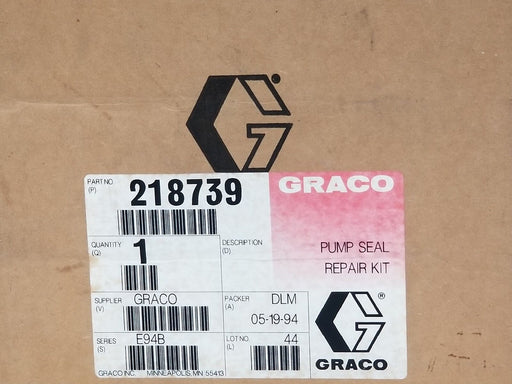 G
PART NO. (P) 218739
GRACO
QUANTITY (Q) 1
DESCRIPTION (D)
PUMP SEAL
REPAIR KIT
SUPPLIER (V) GRACO
PACKER (A) DLM
05-19-94
SERIES (S) E94B
LOT NO. (L) 44
G®
GRACO
GRACO INC. MINNEAPOLIS, MN. 55413